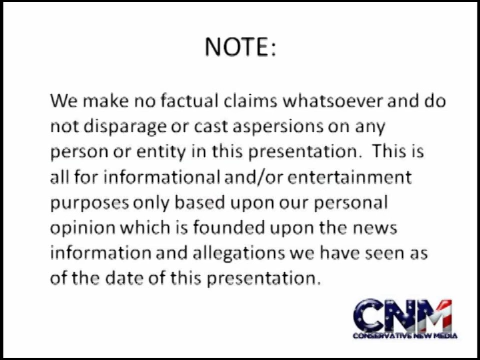 NOTE:
We make no factual claims whatsoever and do
not disparage or cast aspersions on any
person or entity in this presentation.  This is
all for informational and/or entertainment
purposes only based upon our personal
opinion which is founded upon the news
information and allegations we have seen as
of the date of this presentation.
CNM
CONSERVATIVE NEW MEDIA